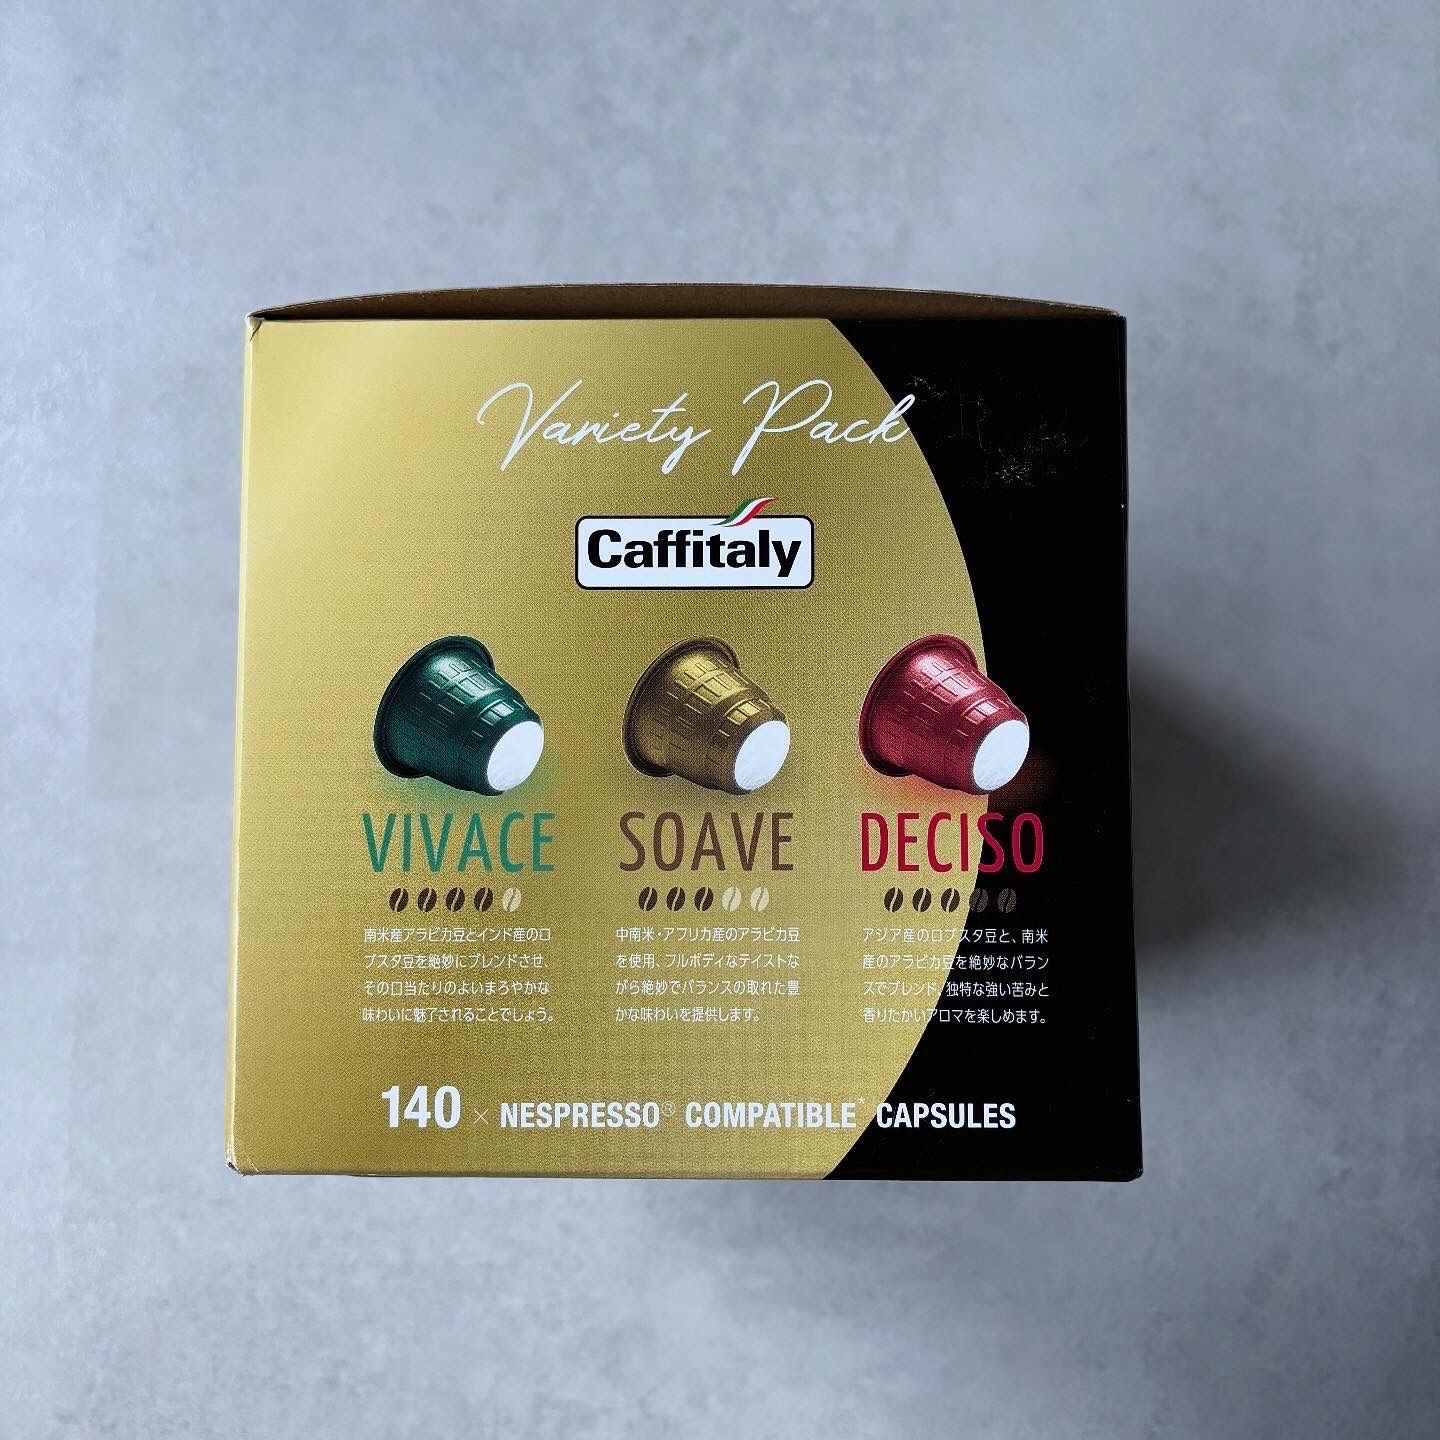 Variety Pack
Caffitaly
VIVACE
南米産アラビカ豆とインド産のロ
ブスタ豆を絶妙にブレンドさせ、
その口当たりのよいまろやかな
味わいに魅了されることでしょう。
SOAVE
中南米・アフリカ産のアラビカ豆
を使用、フルボディなテイストな
がら絶妙でバランスの取れた豊
かな味わいを提供します。
DECISO
アジア産のロブスタ豆と、南米
産のアラビカ豆を絶妙なバラン
スでブレンド、独特な強い苦みと
香りたかいアロマを楽しめます。
140 × NESPRESSO® COMPATIBLE* CAPSULES